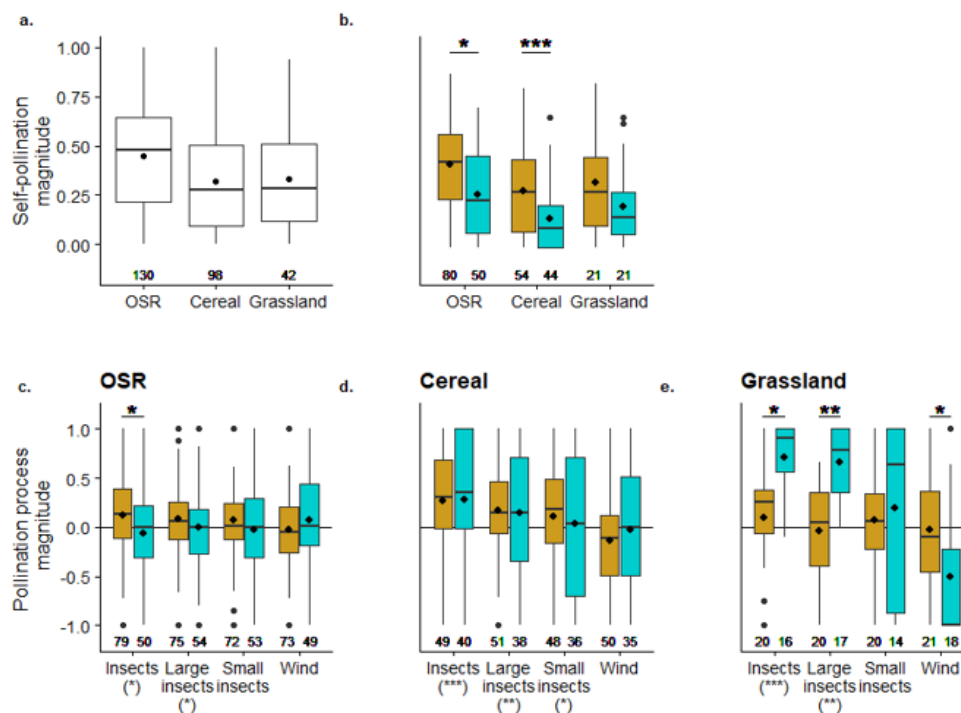 a.
b.
Self-pollination
magnitude
1.00
0.75
0.50
0.25
0.00
130 98 42
OSR Cereal Grassland
* ***
80 50 54 44 21 21
OSR Cereal Grassland
c. OSR
d. Cereal
e. Grassland
Pollination process
magnitude
1.0
0.5
0.0
-0.5
-1.0
*
79 50 75 54 72 53 73 49
Insects Large Small Wind
(*) insects insects
(*)
49 40 51 38 48 36 50 35
Insects Large Small Wind
(***) insects insects
(**) (*)
* ** *
20 16 20 17 20 14 21 18
Insects Large Small Wind
(***) insects insects
(**)